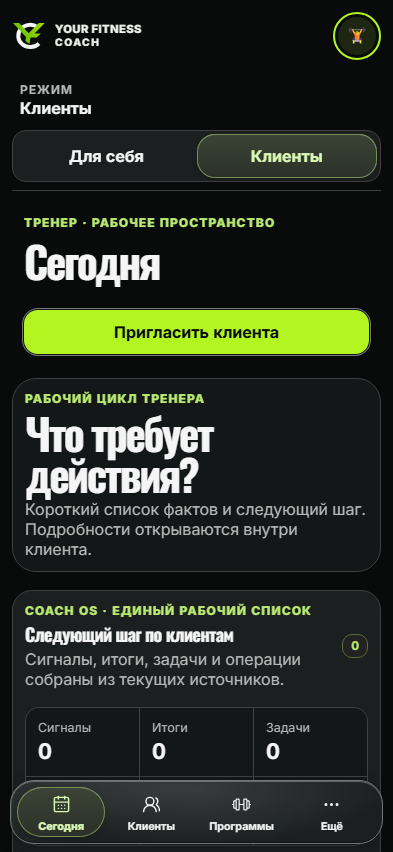 YOUR FITNESS
COACH
РЕЖИМ
Клиенты
Для себя
Клиенты
ТРЕНЕР · РАБОЧЕЕ ПРОСТРАНСТВО
Сегодня
Пригласить клиента
РАБОЧИЙ ЦИКЛ ТРЕНЕРА
Что требует
действия?
Короткий список фактов и следующий шаг.
Подробности открываются внутри
клиента.
COACH OS · ЕДИНЫЙ РАБОЧИЙ СПИСОК
Следующий шаг по клиентам
0
Сигналы, итоги, задачи и операции
собраны из текущих источников.
Сигналы
Итоги
Задачи
0
0
0
Сегодня
Клиенты
Программы
Ещё